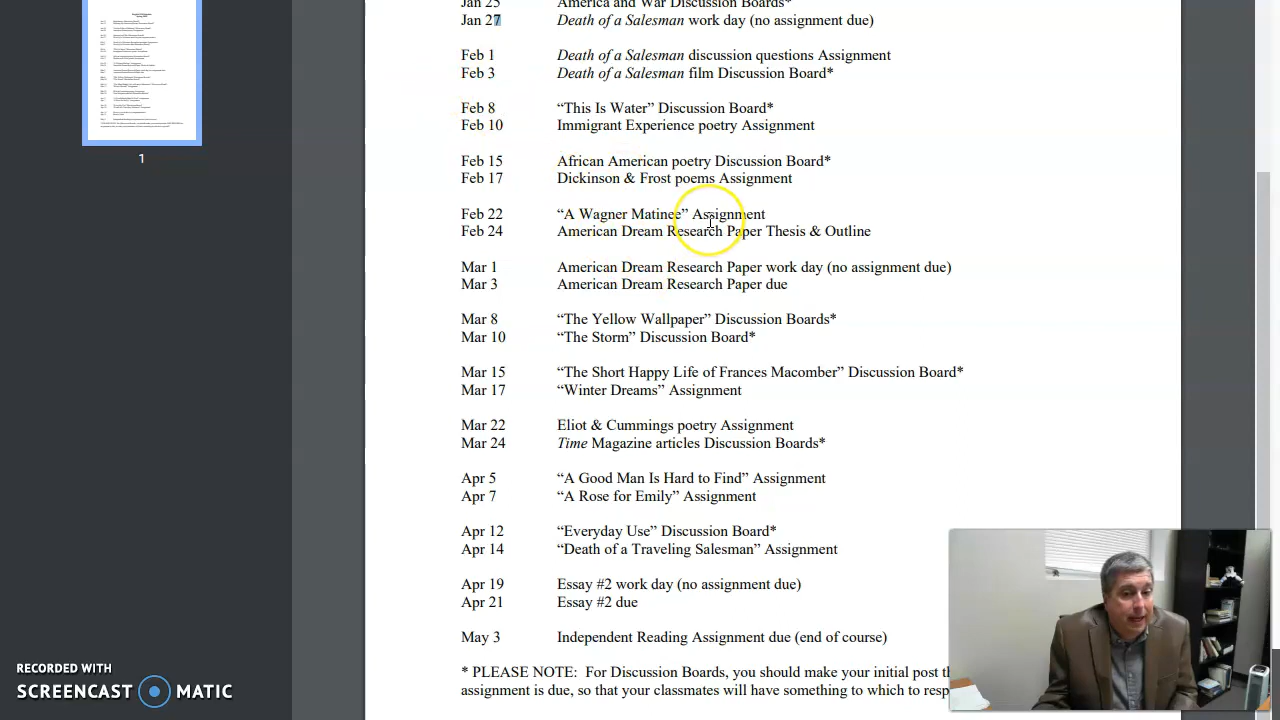 Jan 25 America and War Discussion Boards*
Jan 27 Death of a Salesman work day (no assignment due)
Feb Death of a Salesman discussion question Assignment
Feb Death of a Salesman film Discussion Board
Is Water” Discussion Board*
Feb 10 Immigrant Experience poetry Assignment
Feb 15 African American poetry Discussion Board*
Feb 17 Dickinson & Frost poems Assignment
Feb 22 “A Wagner Matinee” Assignment
Feb 24 American Dream Research Paper Thesis & Outline
Mar 1 American Dream Research Paper work day (no assignment due)
Mar 3 American Dream Research Paper due
Mar 8 “The Yellow Wallpaper” Discussion Boards*
Mar 10 “The Storm” Discussion Board*
Mar 15 “The Short Happy Life of Frances Macomber” Discussion Board*
Mar 17 “Winter Dreams” Assignment
Mar 22 Eliot & Cummings poetry Assignment
Mar 24 Time Magazine articles Discussion Boards*
Apr 5 “A Good Man Is Hard to Find” Assignment
Apr 7 “A Rose for Emily” Assignment
Apr 12 “Everyday Use” Discussion Board*
Apr 14 “Death of a Traveling Salesman” Assignment
Apr 19 Essay #2 work day (no assignment due)
Apr 21 Essay #2 due
May 3 Independent Reading Assignment due (end of course)
* PLEASE NOTE: For Discussion Boards, you should make your initial post
assignment is due, so that your classmates will have something to which to
1
RECORDED WITH
SCREENCAST MATIC